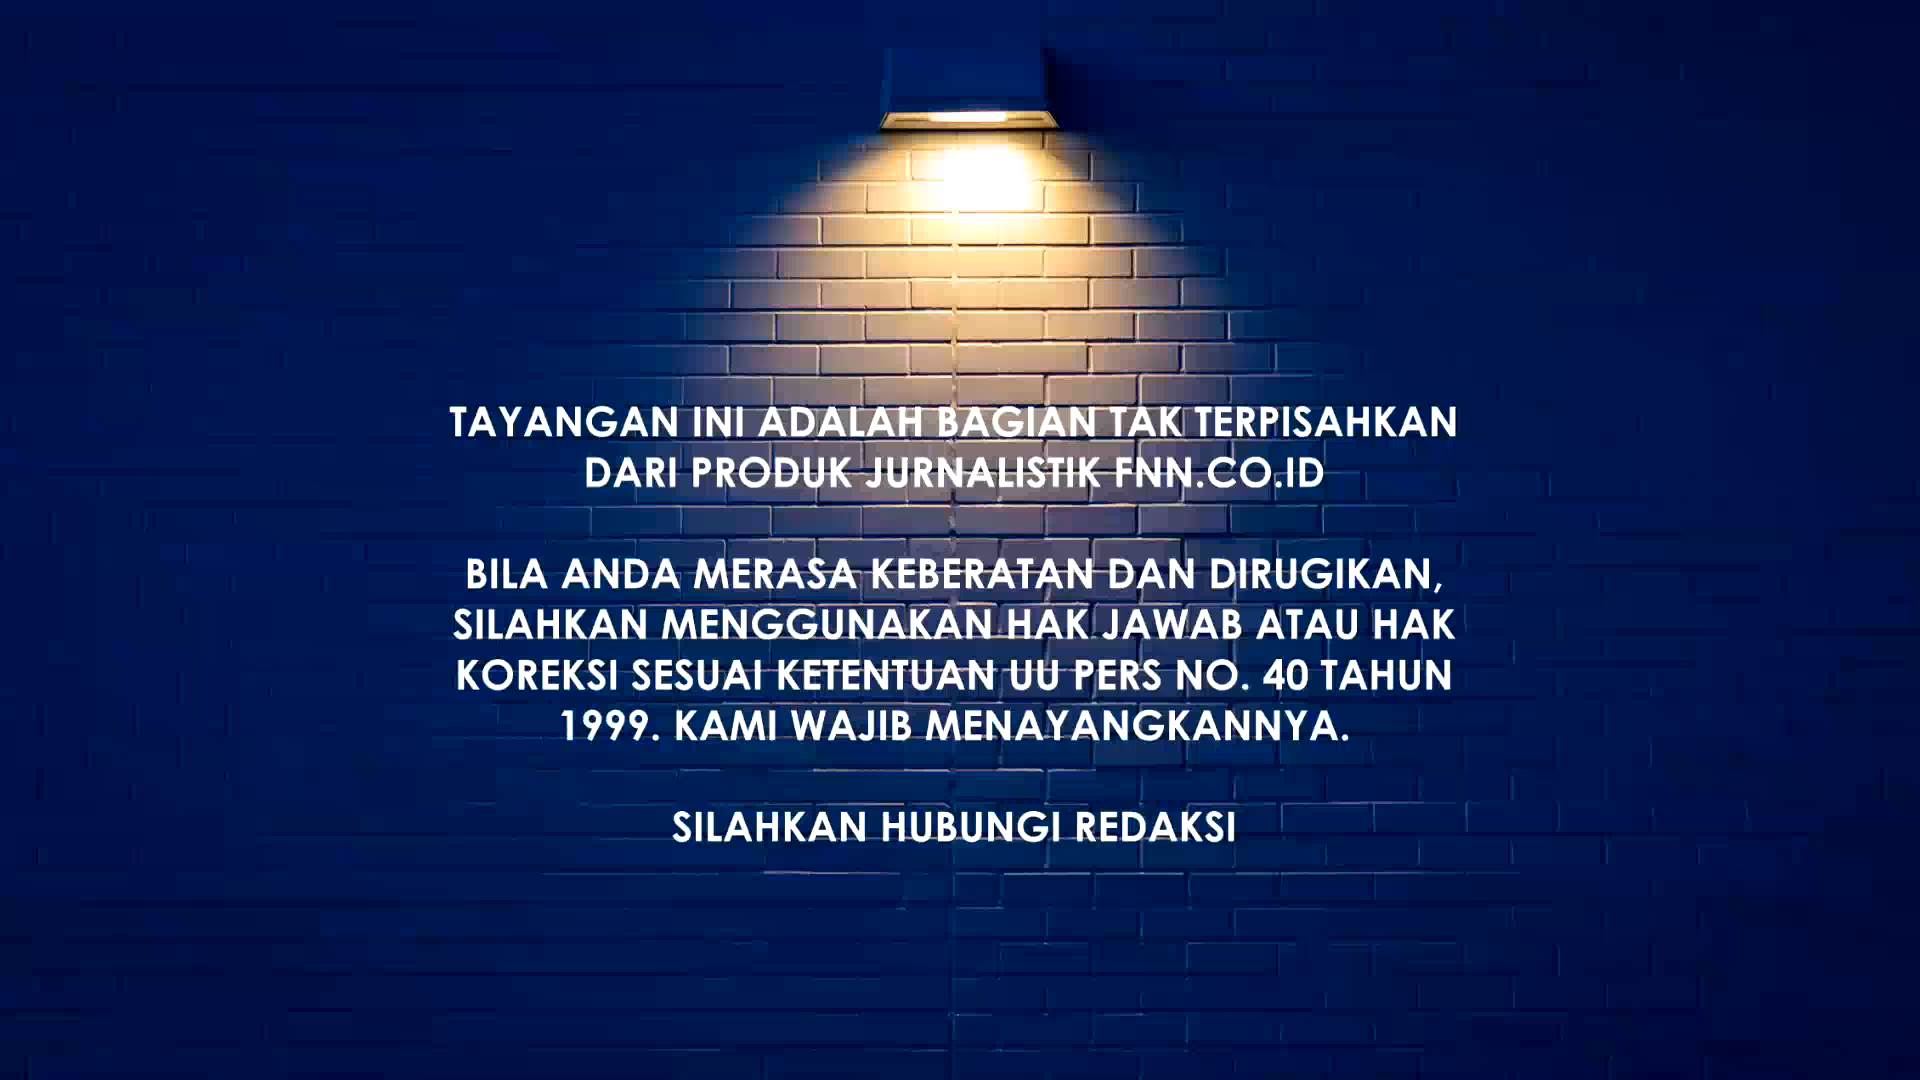 TAYANGAN INI ADALAH BAGIAN TAK TERPISAHKAN
DARI PRODUK JURNALISTIK FNN.CO.ID
BILA ANDA MERASA KEBERATAN DAN DIRUGIKAN,
SILAHKAN MENGGUNAKAN HAK JAWAB ATAU HAK
KOREKSI SESUAI KETENTUAN UU PERS NO. 40 TAHUN
1999. KAMI WAJIB MENAYANGKANNYA.
SILAHKAN HUBUNGI REDAKSI